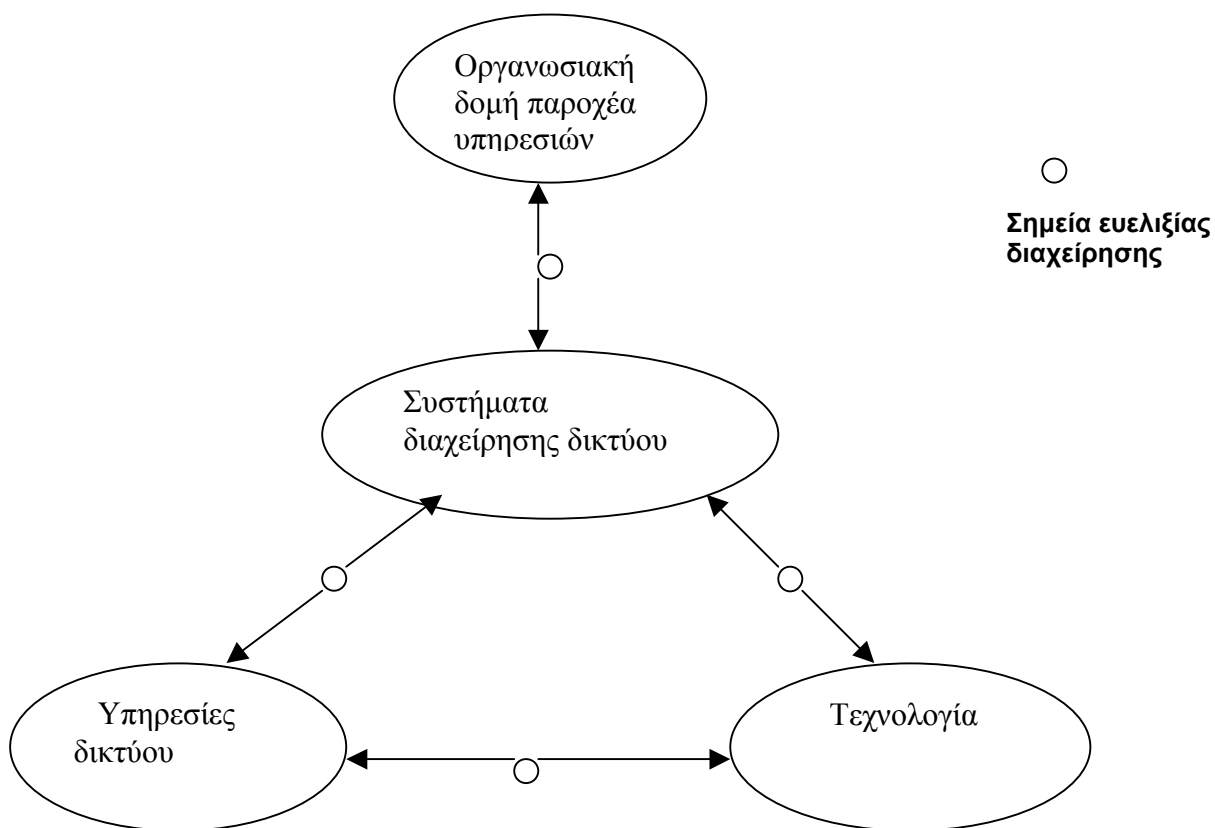 Οργανωσιακή
δομή παροχέα
υπηρεσιών
Σημεία ευελιξίας
διαχείρησης
Συστήματα
διαχείρησης δικτύου
Υπηρεσίες
δικτύου
Τεχνολογία